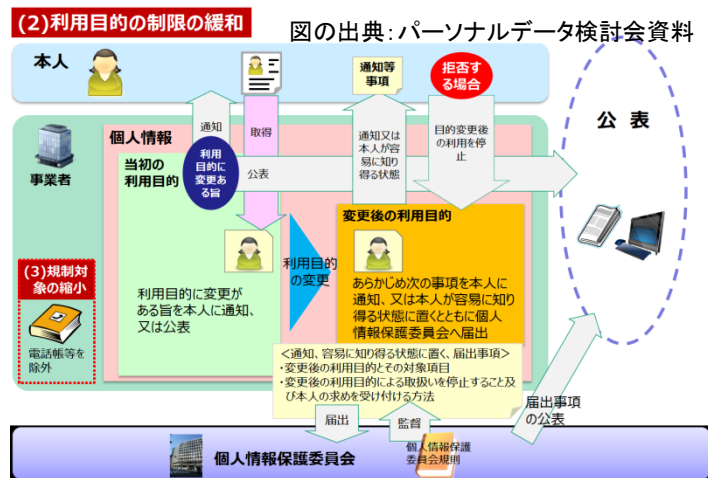 (2)利用目的の制限の緩和
図の出典：パーソナルデータ検討会資料
本人
通知等
事項
拒否す
る場合
公 表
事業者
個人情報
通知
取得
利用
目的に
変更あ
る旨
公表
通知又は
本人が容
易に知り
得る状態
目的変更後
の利用を停
止
当初の
利用目的
変更後の利用目的
利用目的
の変更
利用目的に変更が
ある旨を本人に通知、
又は公表
あらかじめ次の事項を本人に
通知、又は本人が容易に知り
得る状態に置くとともに個人
情報保護委員会へ届出
(3)規制対
象の縮小
電話帳等を
除外
＜通知、容易に知り得る状態に置く、届出事項＞
・変更後の利用目的とその対象項目
・変更後の利用目的による取扱いを停止すること及
び本人の求めを受け付ける方法
届出
監督
届出事項
の公表
個人情報保護委員会
個人情報保護
委員会規則